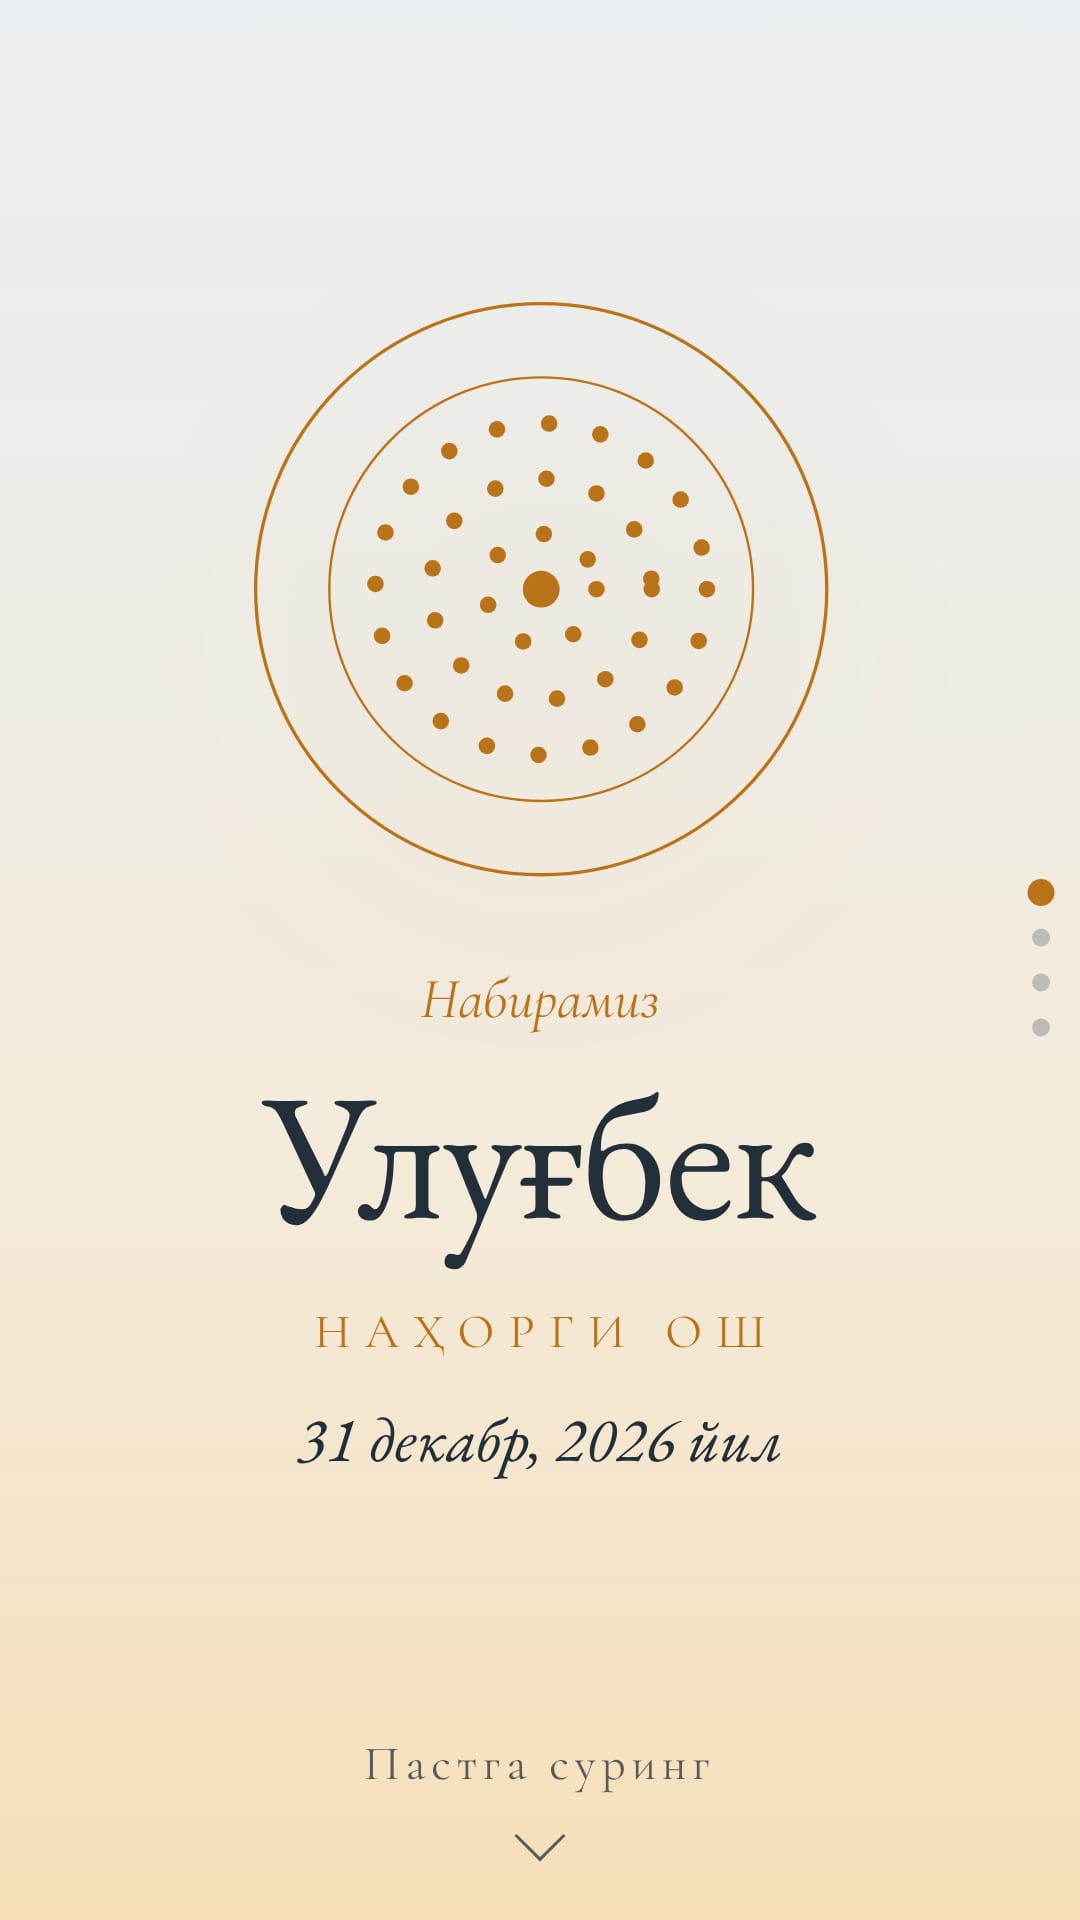 Набирамиз
Улуғбек
НАҲОРГИ ОШ
31 декабр, 2026 йил
Пастга суринг